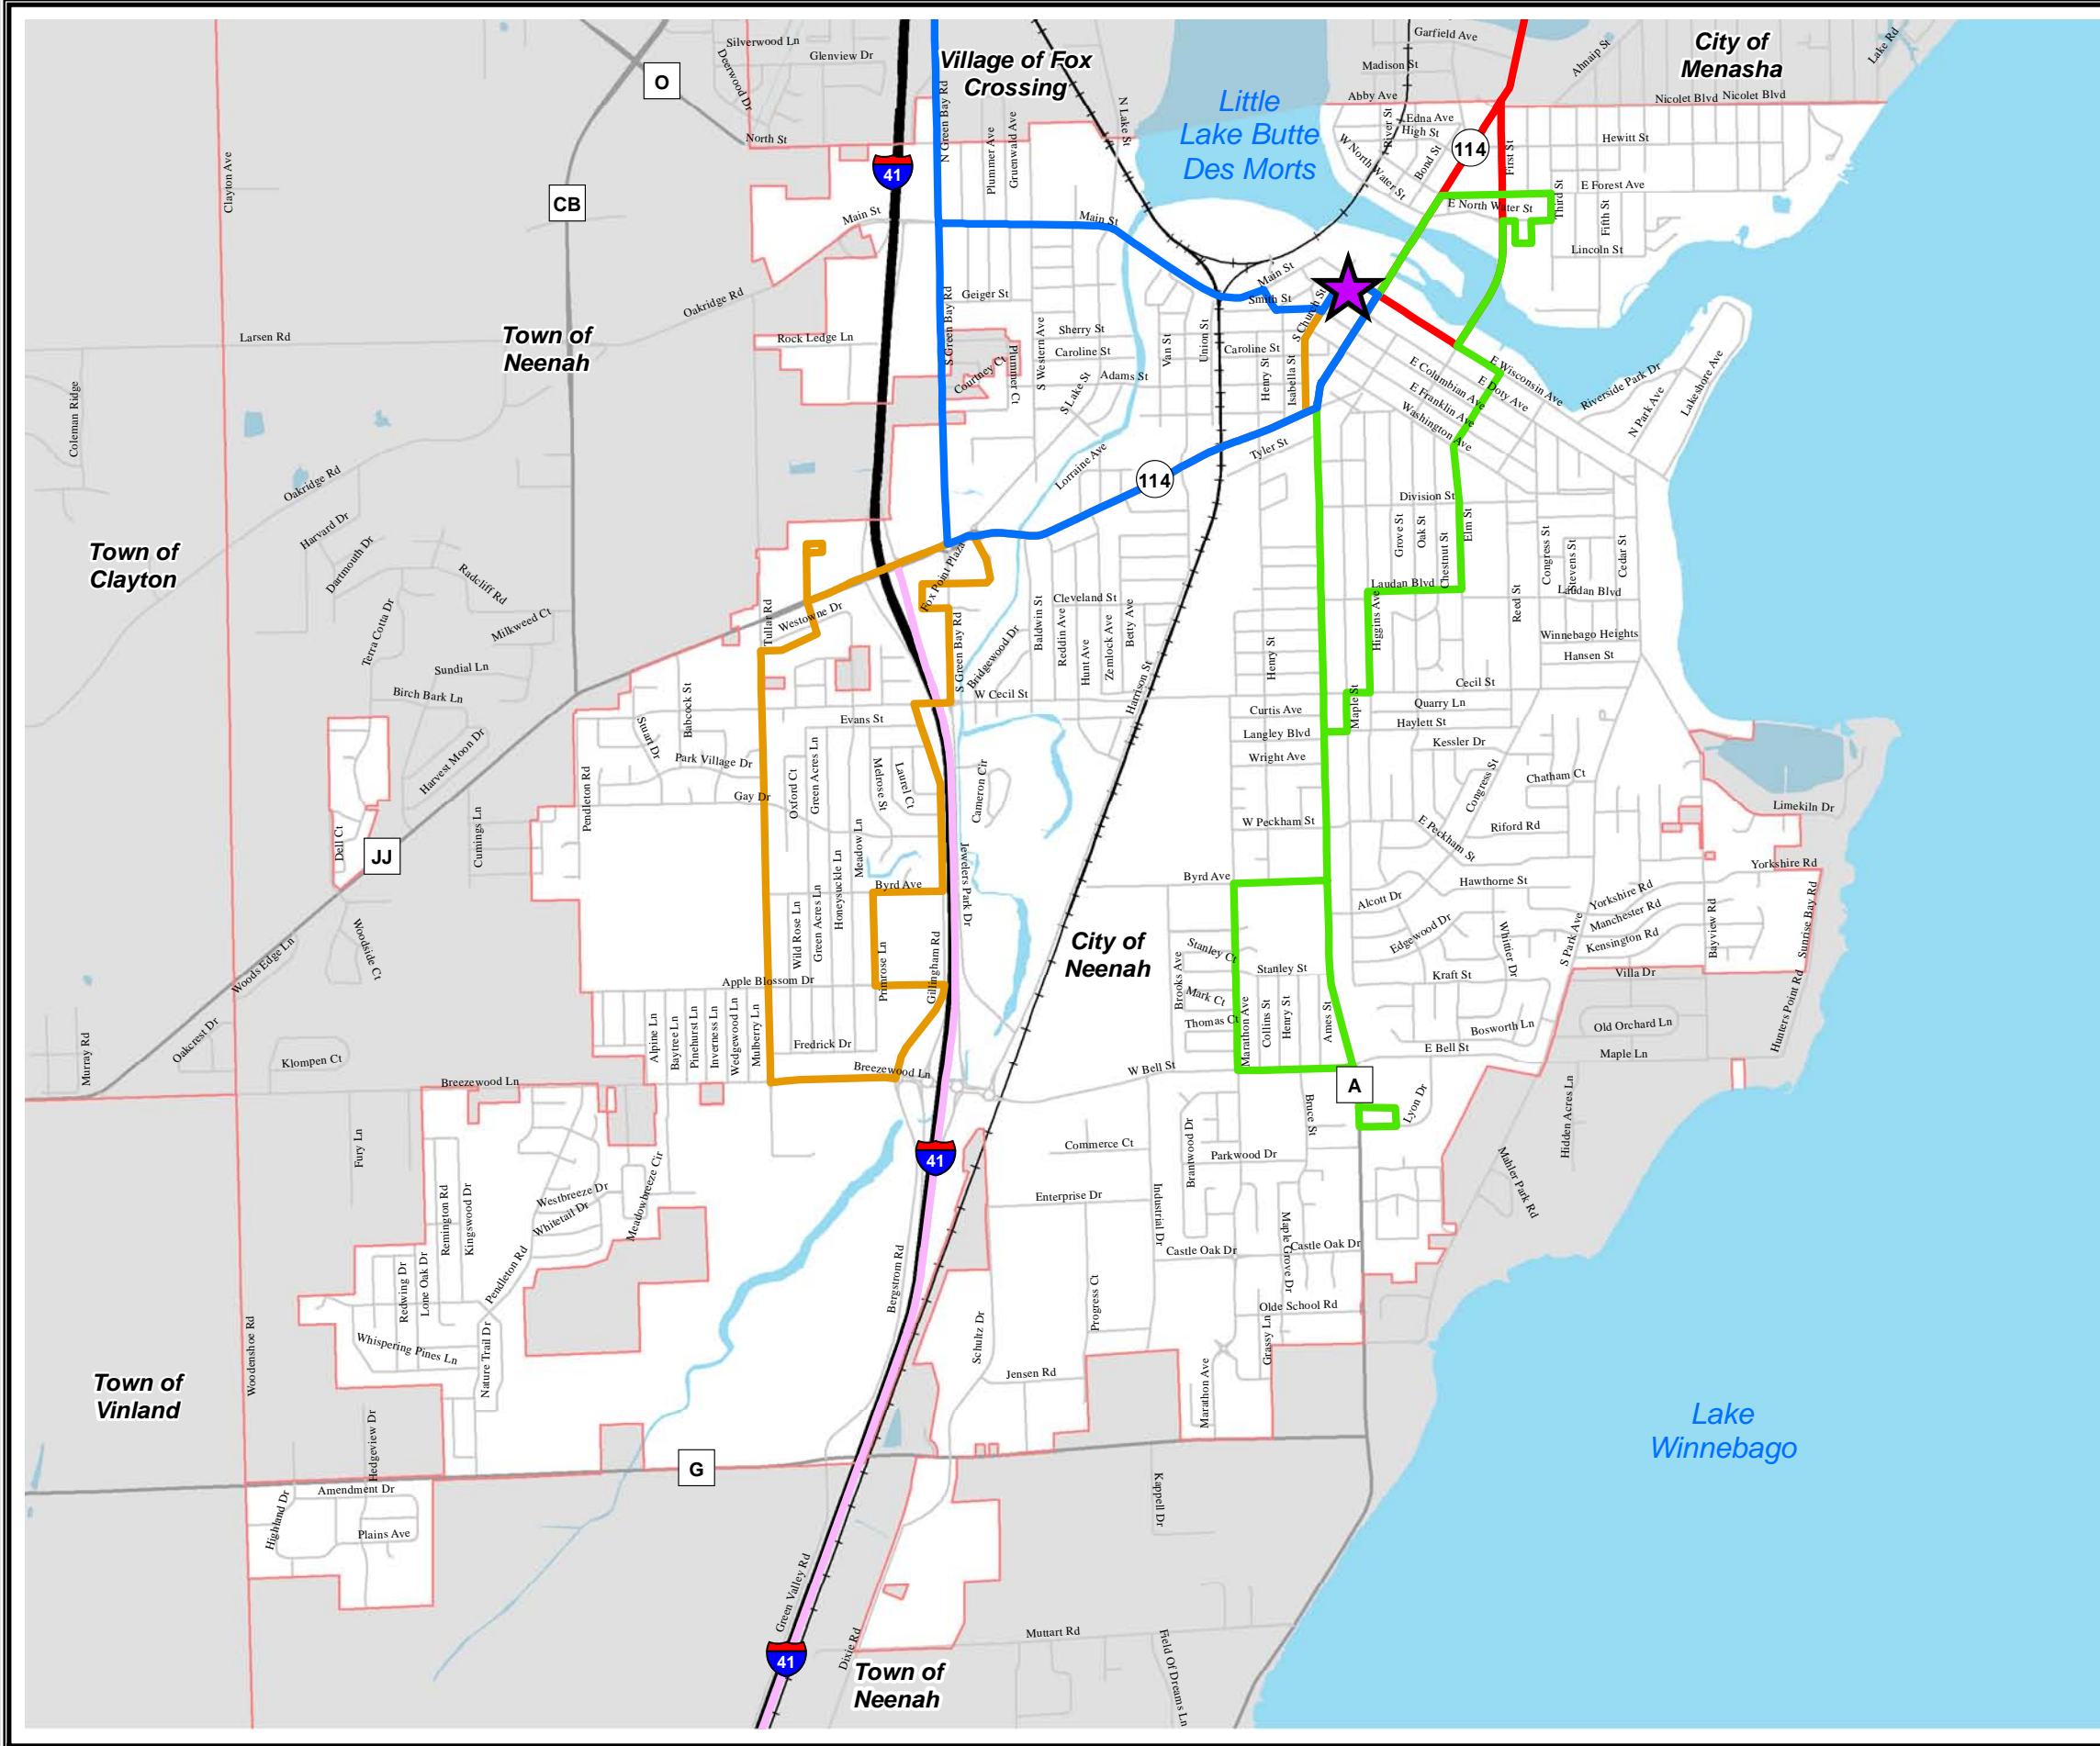 Silverwood Ln
Glenview Dr
Deerwood Dr
O
North St
Village of Fox
Crossing
N Green Bay Rd
Plummer Ave
Gruenwald Ave
N Lake St
Little
Lake Butte
Des Morts
Garfield Ave
Madison St
Abby Ave
Edna Ave
High St
River St
W North Water St
Bond St
114
First St
Ahnaip St
City of
Menasha
Lake Rd
Nicolet Blvd
Nicolet Blvd
Hewitt St
E Forest Ave
E North Water St
Third St
Fifth St
Lincoln St
Clayton Ave
CB
41
Main St
Main St
Main St
Smith St
S Church St
Geiger St
S Green Bay Rd
Oakridge Rd
Larsen Rd
Town of
Neenah
Rock Ledge Ln
Courtney Ct
Plummer Ct
S Western Ave
Sherry St
Caroline St
Adams St
S Lake St
Van St
Union St
Caroline St
Henry St
Isabella St
E Wisconsin Ave
E Columbian Ave
E Doty Ave
E Franklin Ave
Washington Ave
Riverside Park Dr
N Park Ave
Lakeshore Ave
Coleman Ridge
Oakridge Rd
Harvard Dr
Dartmouth Dr
Radcliff Rd
Milkweed Ct
Terra Cotta Dr
Sundial Ln
Birch Bark Ln
Harvest Moon Dr
Town of
Clayton
Lorraine Ave
114
Tyler St
Division St
Grove St
Oak St
Chestnut St
Elm St
Laudan Blvd
Laudan Blvd
Congress St
Stevens St
Cedar St
Reed St
Higgins Ave
Winnebago Heights
Hansen St
Fox Point Plaza
Tullar Rd
Westowne Dr
S Green Bay Rd
Bridgewood Dr
Baldwin St
Cleveland St
Reddin Ave
Hunt Ave
Zemlock Ave
Betty Ave
Harrison St
W Cecil St
Henry St
Cecil St
Maple St
Curtis Ave
Quarry Ln
Langley Blvd
Haylett St
Wright Ave
Kessler Dr
Chatham Ct
Congress St
W Peckham St
E Peckham St
Riford Rd
Limekiln Dr
Yorkshire Rd
Babcock St
Stuart Dr
Evans St
Park Village Dr
Gay Dr
Pendleton Rd
Oxford Ct
Green Acres Ln
Melrose St
Laurel Ct
Meadow Ln
Cameron Cir
Dell Ct
JJ
Cumings Ln
Honeysuckle Ln
Byrd Ave
Byrd Ave
Jewelers Park Dr
Hawthorne St
Alcott Dr
Edgewood Dr
Whittier Dr
S Park Ave
Yorkshire Rd
Manchester Rd
Kensington Rd
Bayview Rd
Sunrise Bay Rd
Villa Dr
Woodside Ct
Woods Edge Ln
Wild Rose Ln
Green Acres Ln
Primrose Ln
Gillingham Rd
Apple Blossom Dr
City of
Neenah
Stanley Ct
Brooks Ave
Mark Ct
Thomas Ct
Stanley St
Marathon Ave
Collins St
Henry St
Ames St
Kraft St
Bosworth Ln
E Bell St
Old Orchard Ln
Maple Ln
Hunters Point Rd
Murray Rd
Oakcrest Dr
Klompen Ct
Breezewood Ln
Alpine Ln
Baytree Ln
Pinehurst Ln
Inverness Ln
Wedgewood Ln
Mulberry Ln
Fredrick Dr
Breezewood Ln
W Bell St
A
Lyon Dr
Hidden Acres Ln
Bruce St
Fury Ln
41
Commerce Ct
Brantwood Dr
Parkwood Dr
Mahler Park Rd
Remington Rd
Kingswood Dr
Westbreeze Dr
Whitetail Dr
Meadowbreeze Cir
Enterprise Dr
Industrial Dr
Castle Oak Dr
Maple Grove Dr
Castle Oak Dr
Redwing Dr
Lone Oak Dr
Pendleton Rd
Bergstrom Rd
Schultz Dr
Progress Ct
Olde School Rd
Grassy Ln
Whispering Pines Ln
Nature Trail Dr
Woodenshoe Rd
Jensen Rd
Marathon Ave
Town of
Vinland
Lake
Winnebago
Hedgeview Dr
G
Highland Dr
Amendment Dr
Plains Ave
Kappell Dr
Green Valley Rd
41
Dixie Rd
Town of
Neenah
Muttart Rd
Field Of Dreams Ln